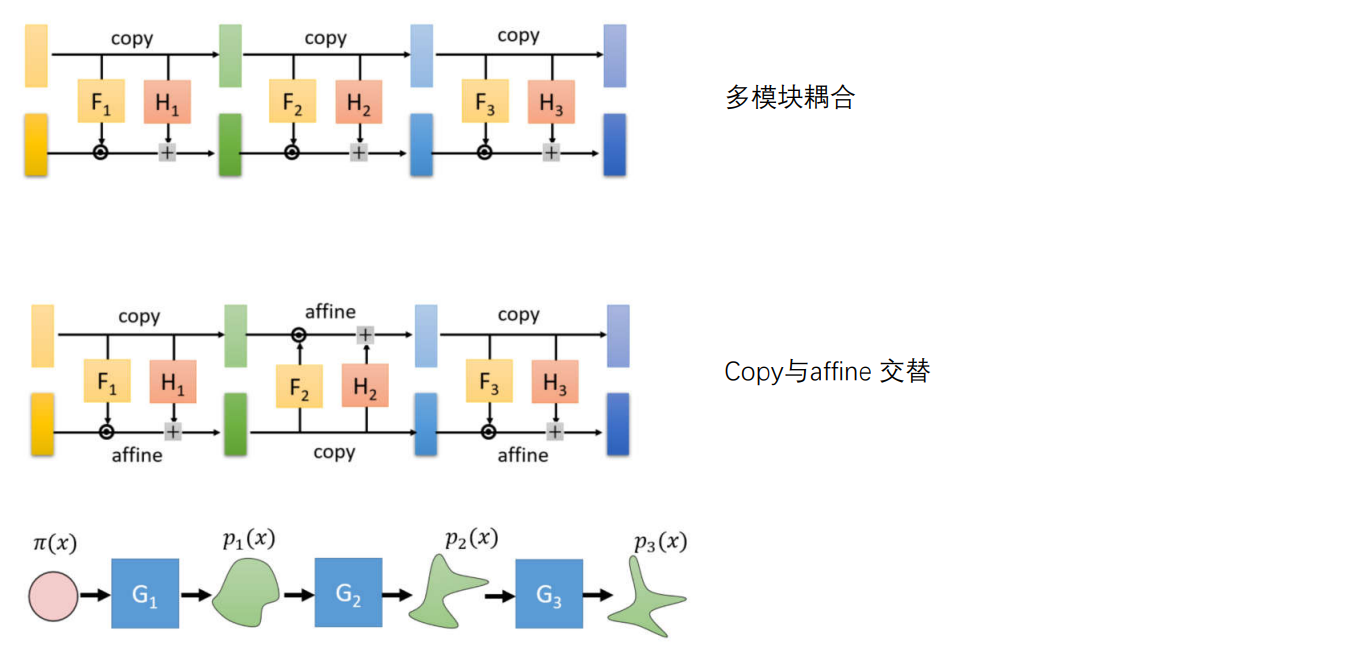 copy copy copy
F₁ H₁ F₂ H₂ F₃ H₃
+ + +
多模块耦合
copy affine copy
F₁ H₁ F₂ H₂ F₃ H₃
+ + +
affine copy affine
Copy与affine 交替
π(x) p₁(x) p₂(x) p₃(x)
G₁ G₂ G₃